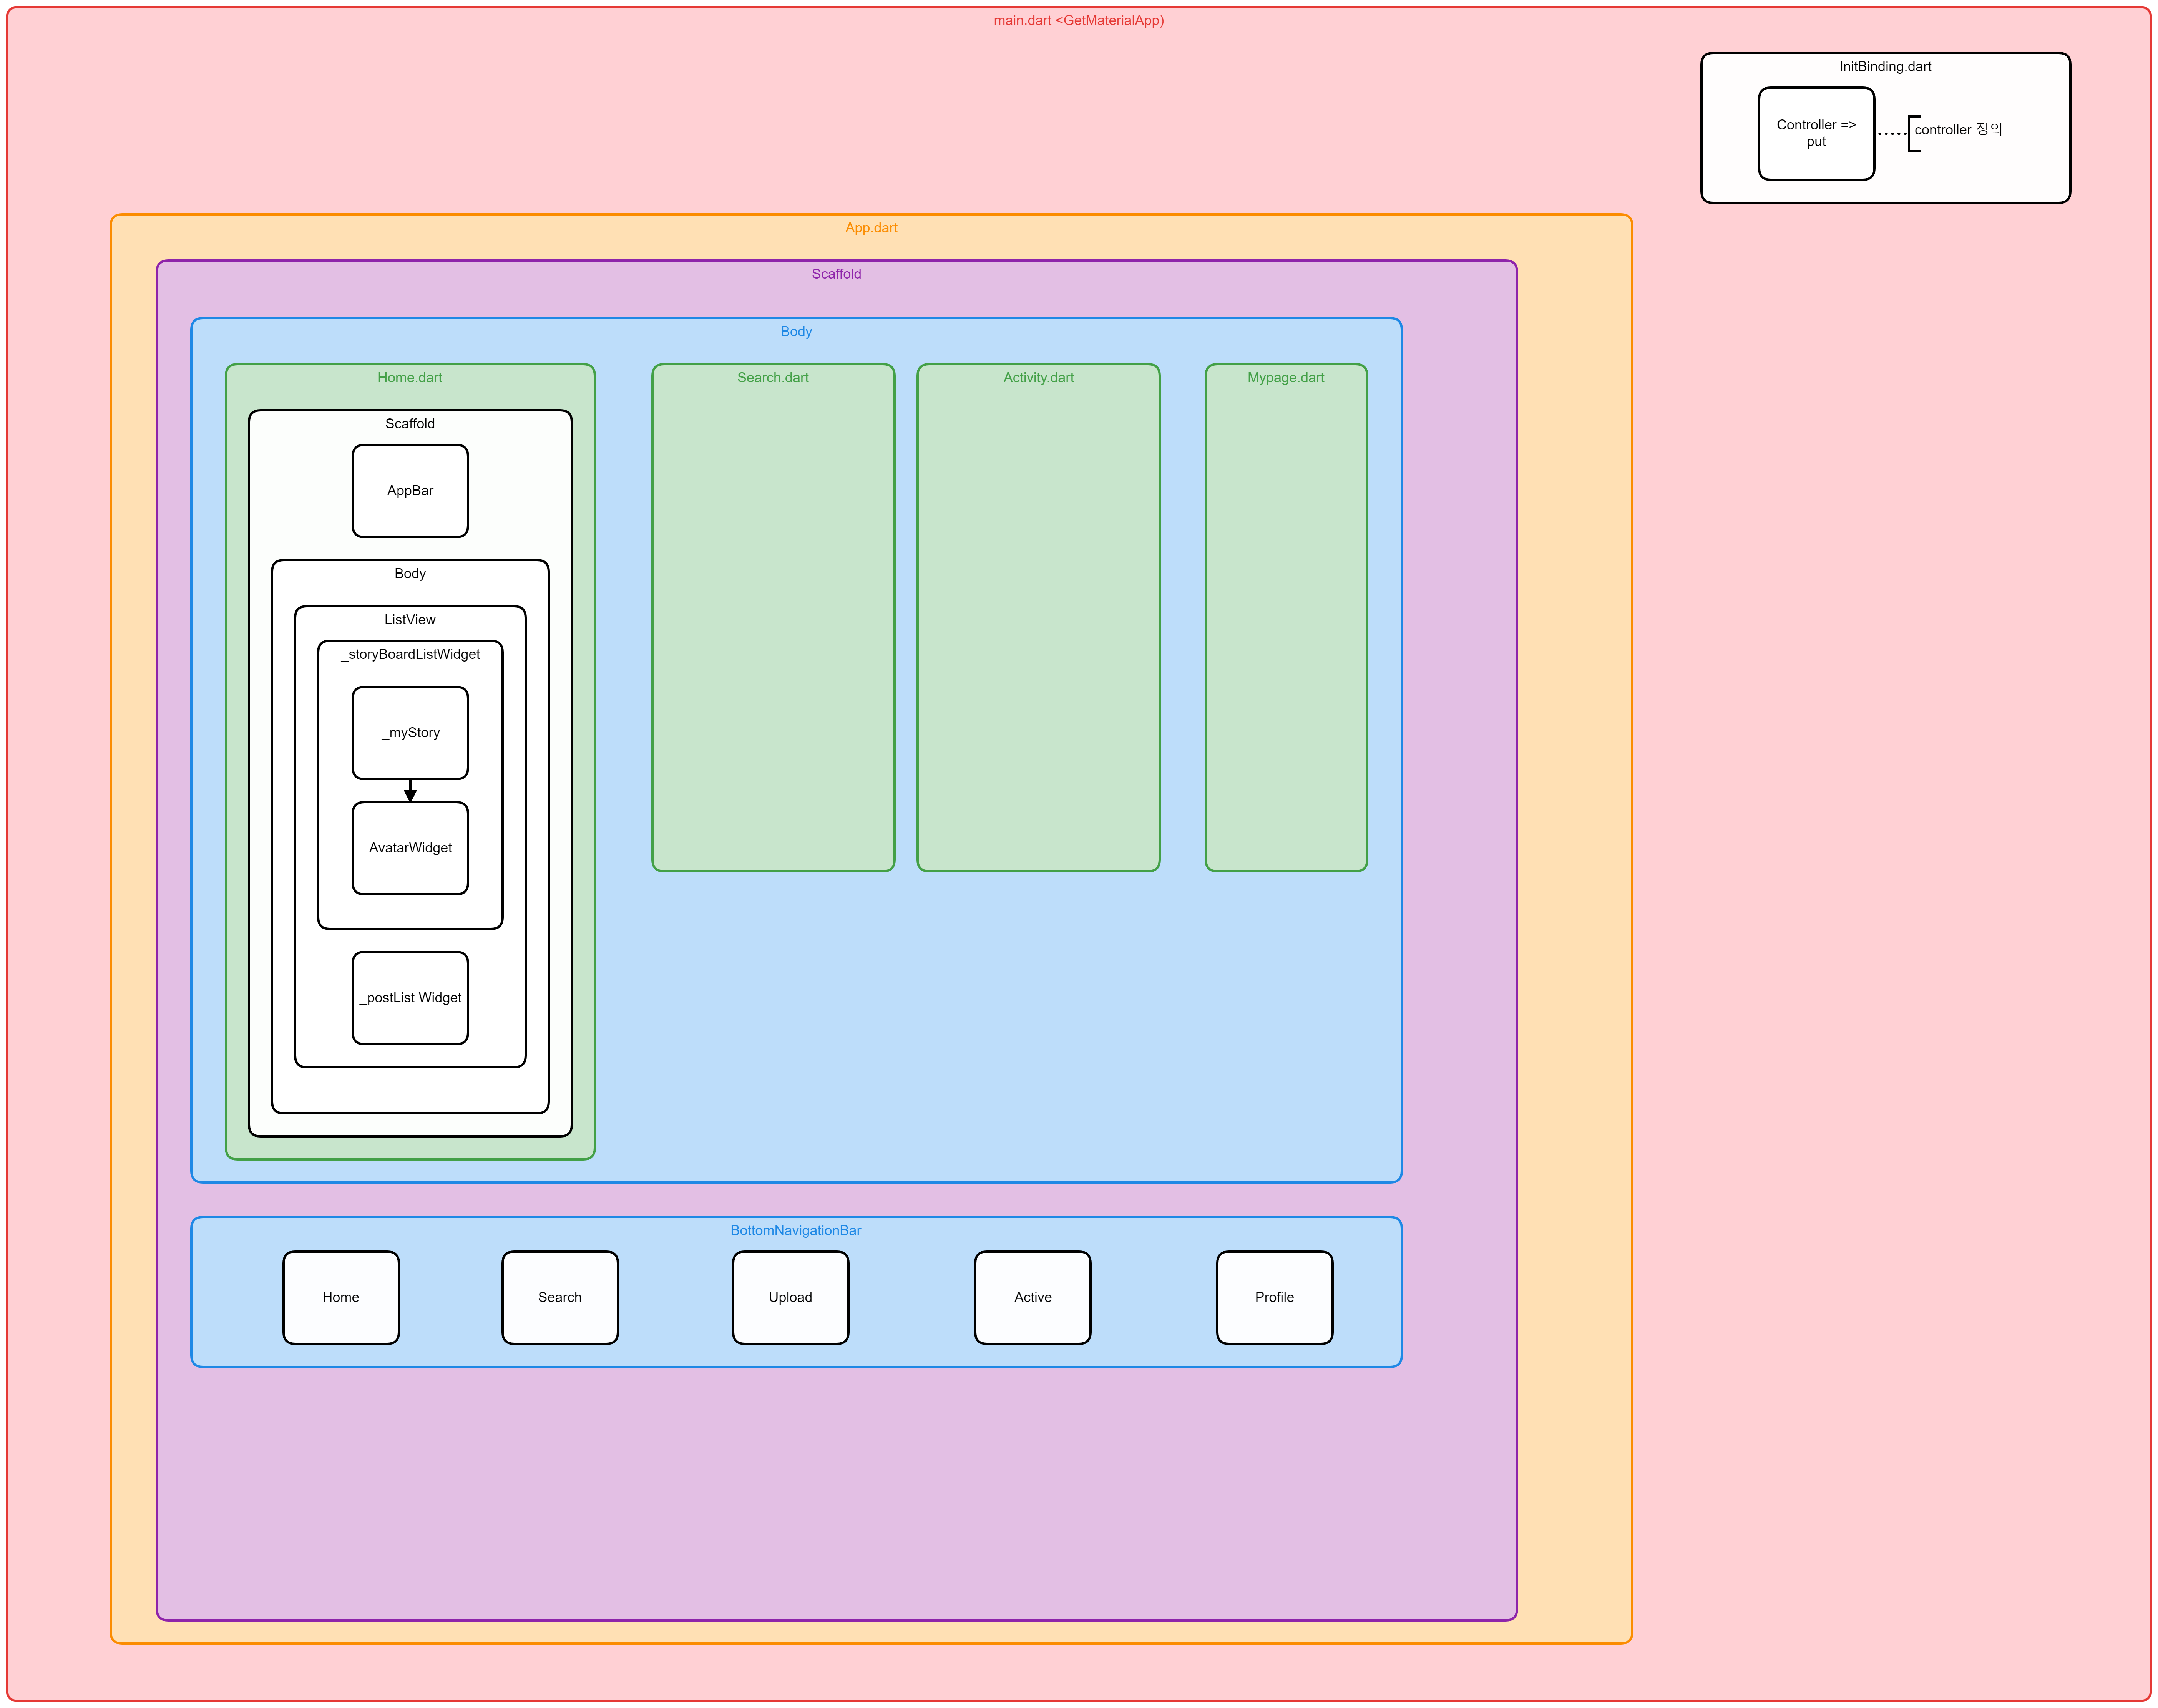 main.dart <GetMaterialApp)
InitBinding.dart
Controller =>
put
controller 정의
App.dart
Scaffold
Body
Home.dart
Search.dart
Activity.dart
Mypage.dart
Scaffold
AppBar
Body
ListView
_storyBoardListWidget
_myStory
AvatarWidget
_postList Widget
BottomNavigationBar
Home
Search
Upload
Active
Profile